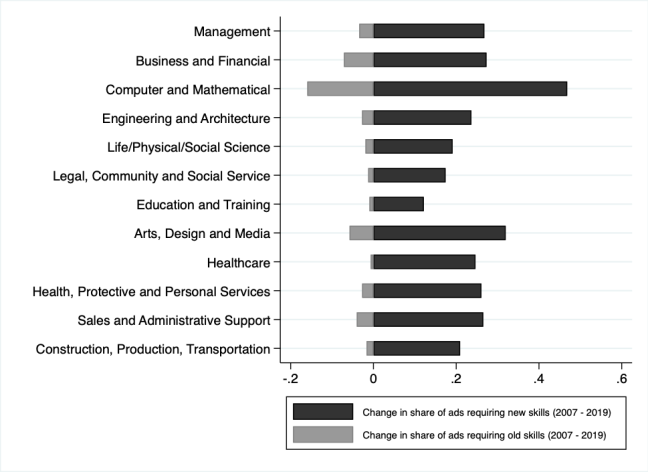 Management
Business and Financial
Computer and Mathematical
Engineering and Architecture
Life/Physical/Social Science
Legal, Community and Social Service
Education and Training
Arts, Design and Media
Healthcare
Health, Protective and Personal Services
Sales and Administrative Support
Construction, Production, Transportation
-.2 0 .2 .4 .6
Change in share of ads requiring new skills (2007 - 2019)
Change in share of ads requiring old skills (2007 - 2019)